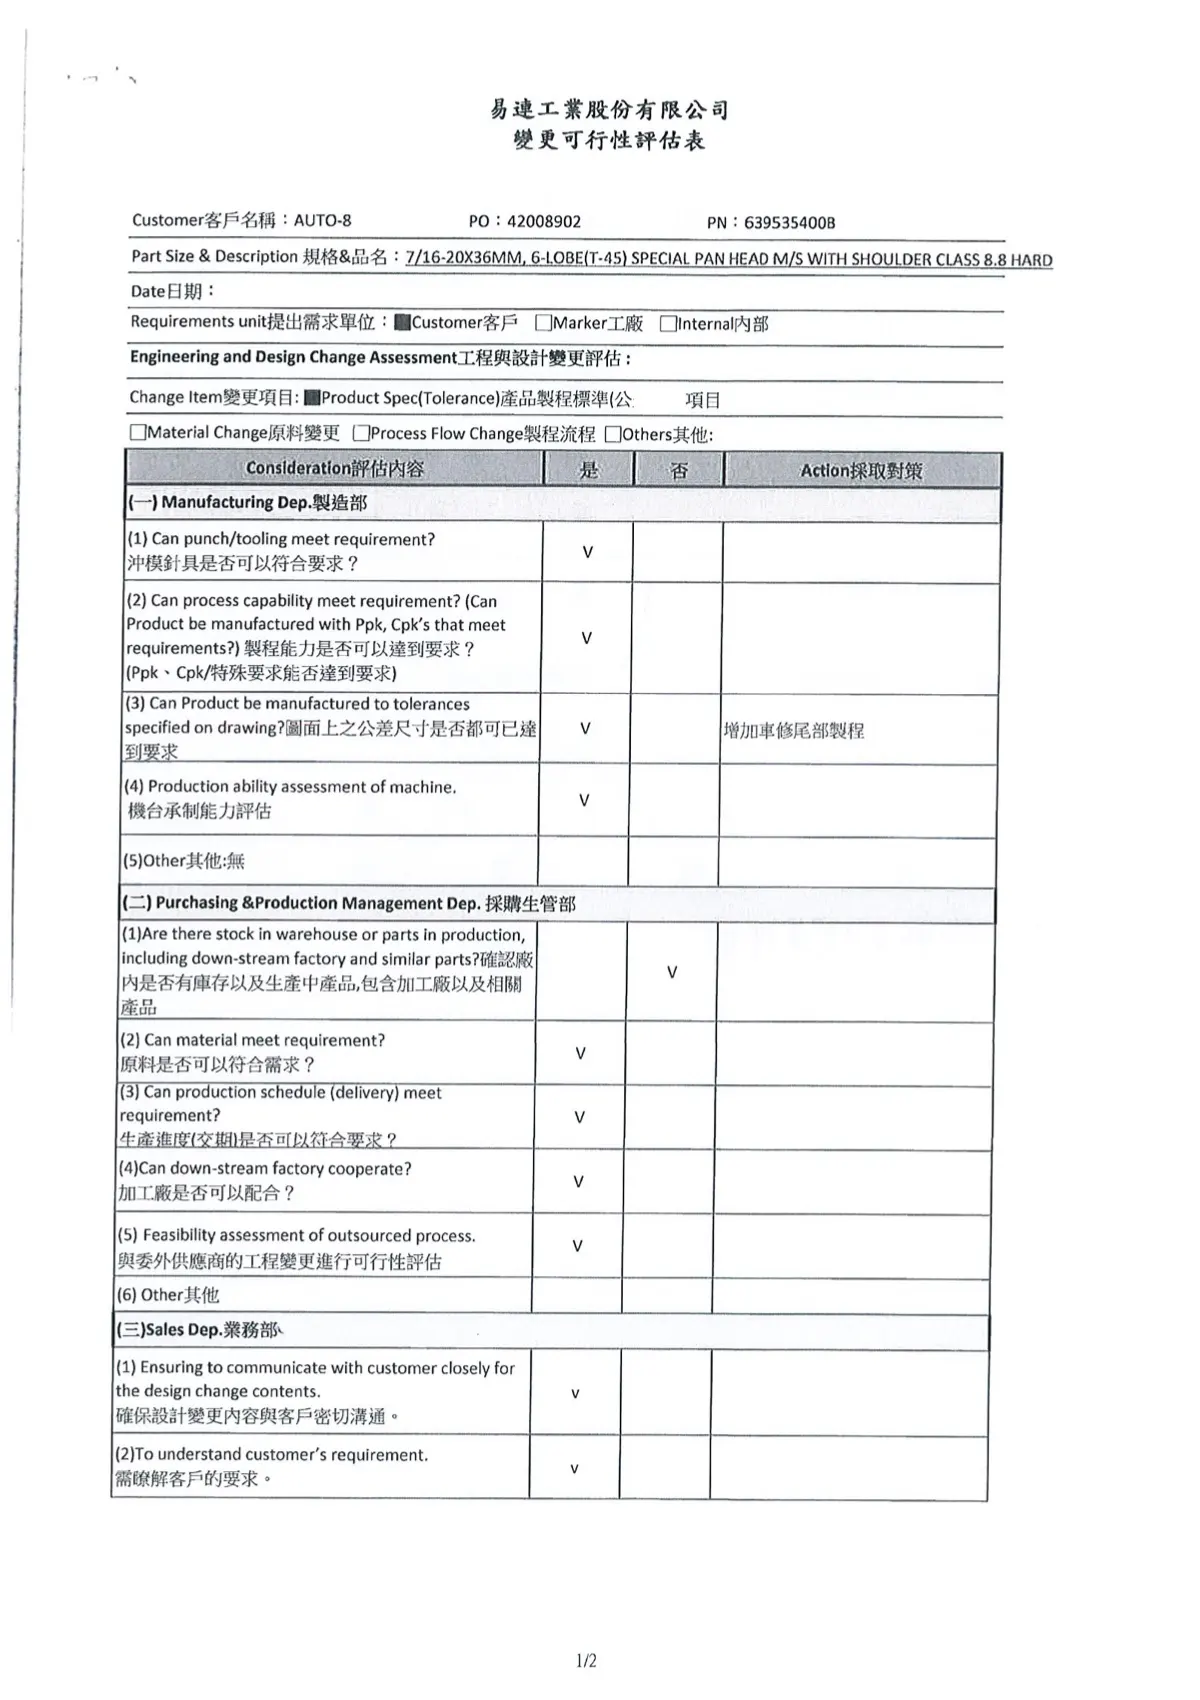 易連工業股份有限公司
變更可行性評估表
Customer客戶名稱：AUTO-8 PO：42008902 PN：639535400B
Part Size & Description 規格&品名：7/16-20X36MM, 6-LOBE(T-45) SPECIAL PAN HEAD M/S WITH SHOULDER CLASS 8.8 HARD
Date日期：
Requirements unit提出需求單位：■Customer客戶 □Marker工廠 □Internal內部
Engineering and Design Change Assessment工程與設計變更評估：
Change Item變更項目: ■Product Spec(Tolerance)產品製程標準(公 項目
□Material Change原料變更 □Process Flow Change製程流程 □Others其他:
Consideration評估內容 是 否 Action採取對策
(一) Manufacturing Dep.製造部
(1) Can punch/tooling meet requirement?
沖模針具是否可以符合要求？ V
(2) Can process capability meet requirement? (Can
Product be manufactured with Ppk, Cpk's that meet
requirements?) 製程能力是否可以達到要求？ V
(Ppk、Cpk/特殊要求能否達到要求)
(3) Can Product be manufactured to tolerances
specified on drawing?圖面上之公差尺寸是否都可已達 V 增加車修尾部製程
到要求
(4) Production ability assessment of machine.
機台承制能力評估 V
(5)Other其他:無
(二) Purchasing &Production Management Dep. 採購生管部
(1)Are there stock in warehouse or parts in production,
including down-stream factory and similar parts?確認廠 V
內是否有庫存以及生產中產品,包含加工廠以及相關
產品
(2) Can material meet requirement?
原料是否可以符合需求？ V
(3) Can production schedule (delivery) meet
requirement? V
生產進度(交期)是否可以符合要求？
(4)Can down-stream factory cooperate?
加工廠是否可以配合？ V
(5) Feasibility assessment of outsourced process.
與委外供應商的工程變更進行可行性評估 V
(6) Other其他
(三)Sales Dep.業務部
(1) Ensuring to communicate with customer closely for
the design change contents. v
確保設計變更內容與客戶密切溝通。
(2)To understand customer's requirement.
需瞭解客戶的要求。 v
1/2